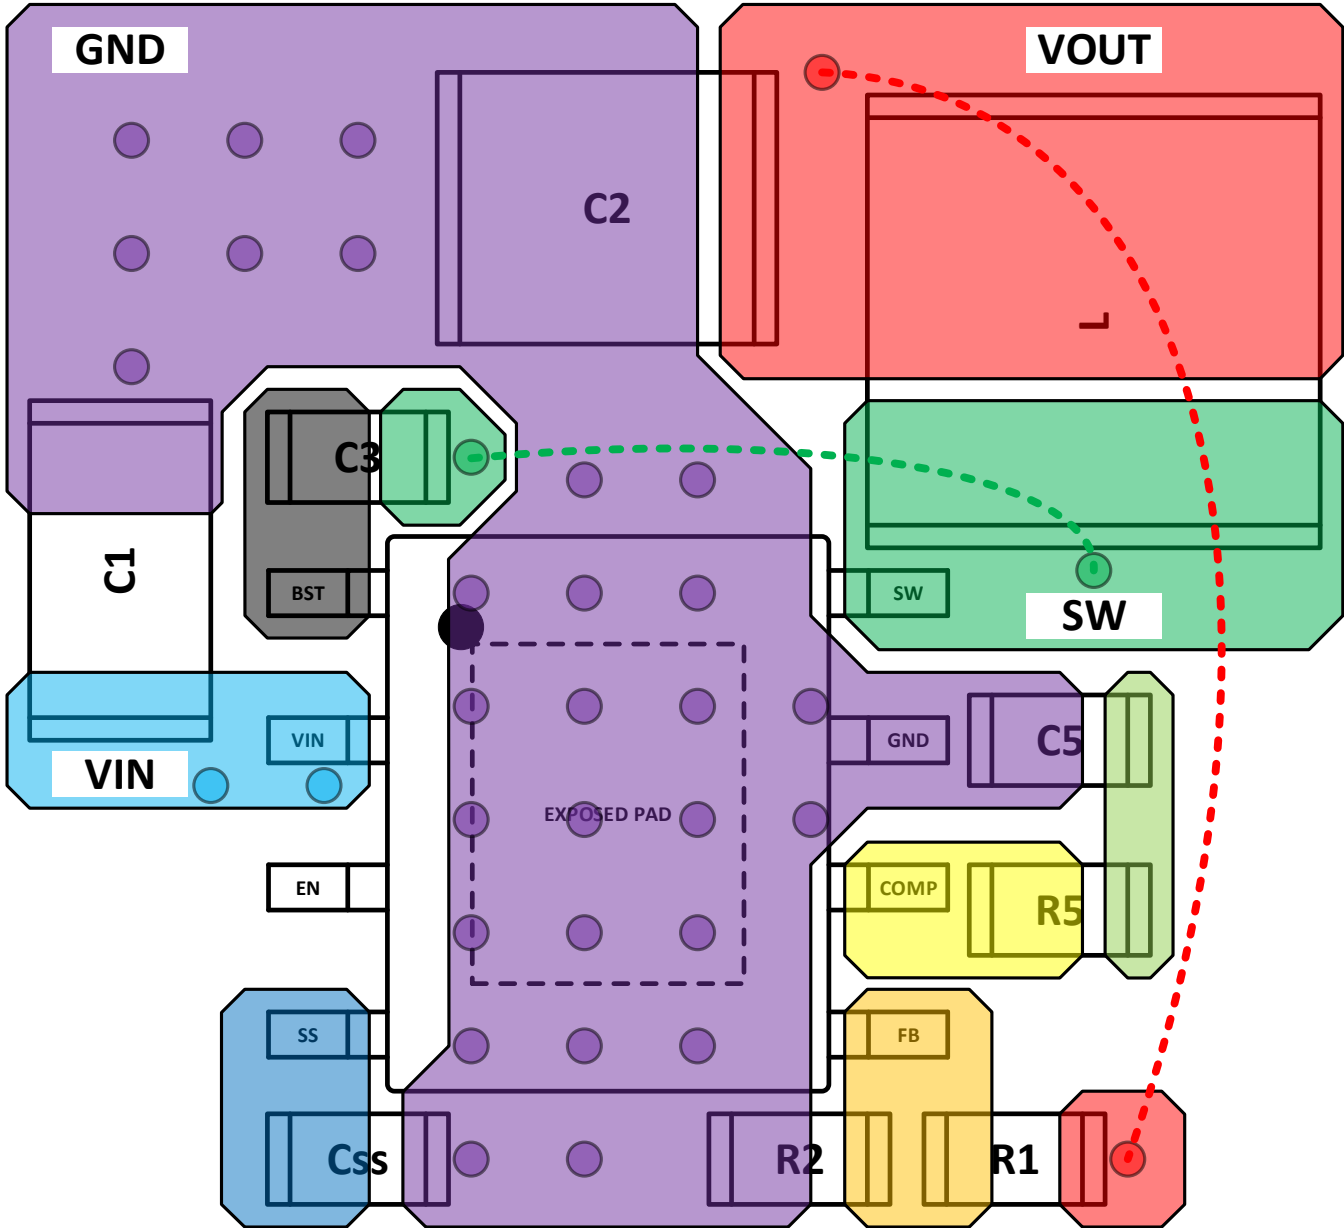 GND
VOUT
C2
L
C3
C1
BST
SW
SW
VIN
GND
C5
VIN
EXPOSED PAD
EN
COMP
R5
SS
FB
Css
R2
R1